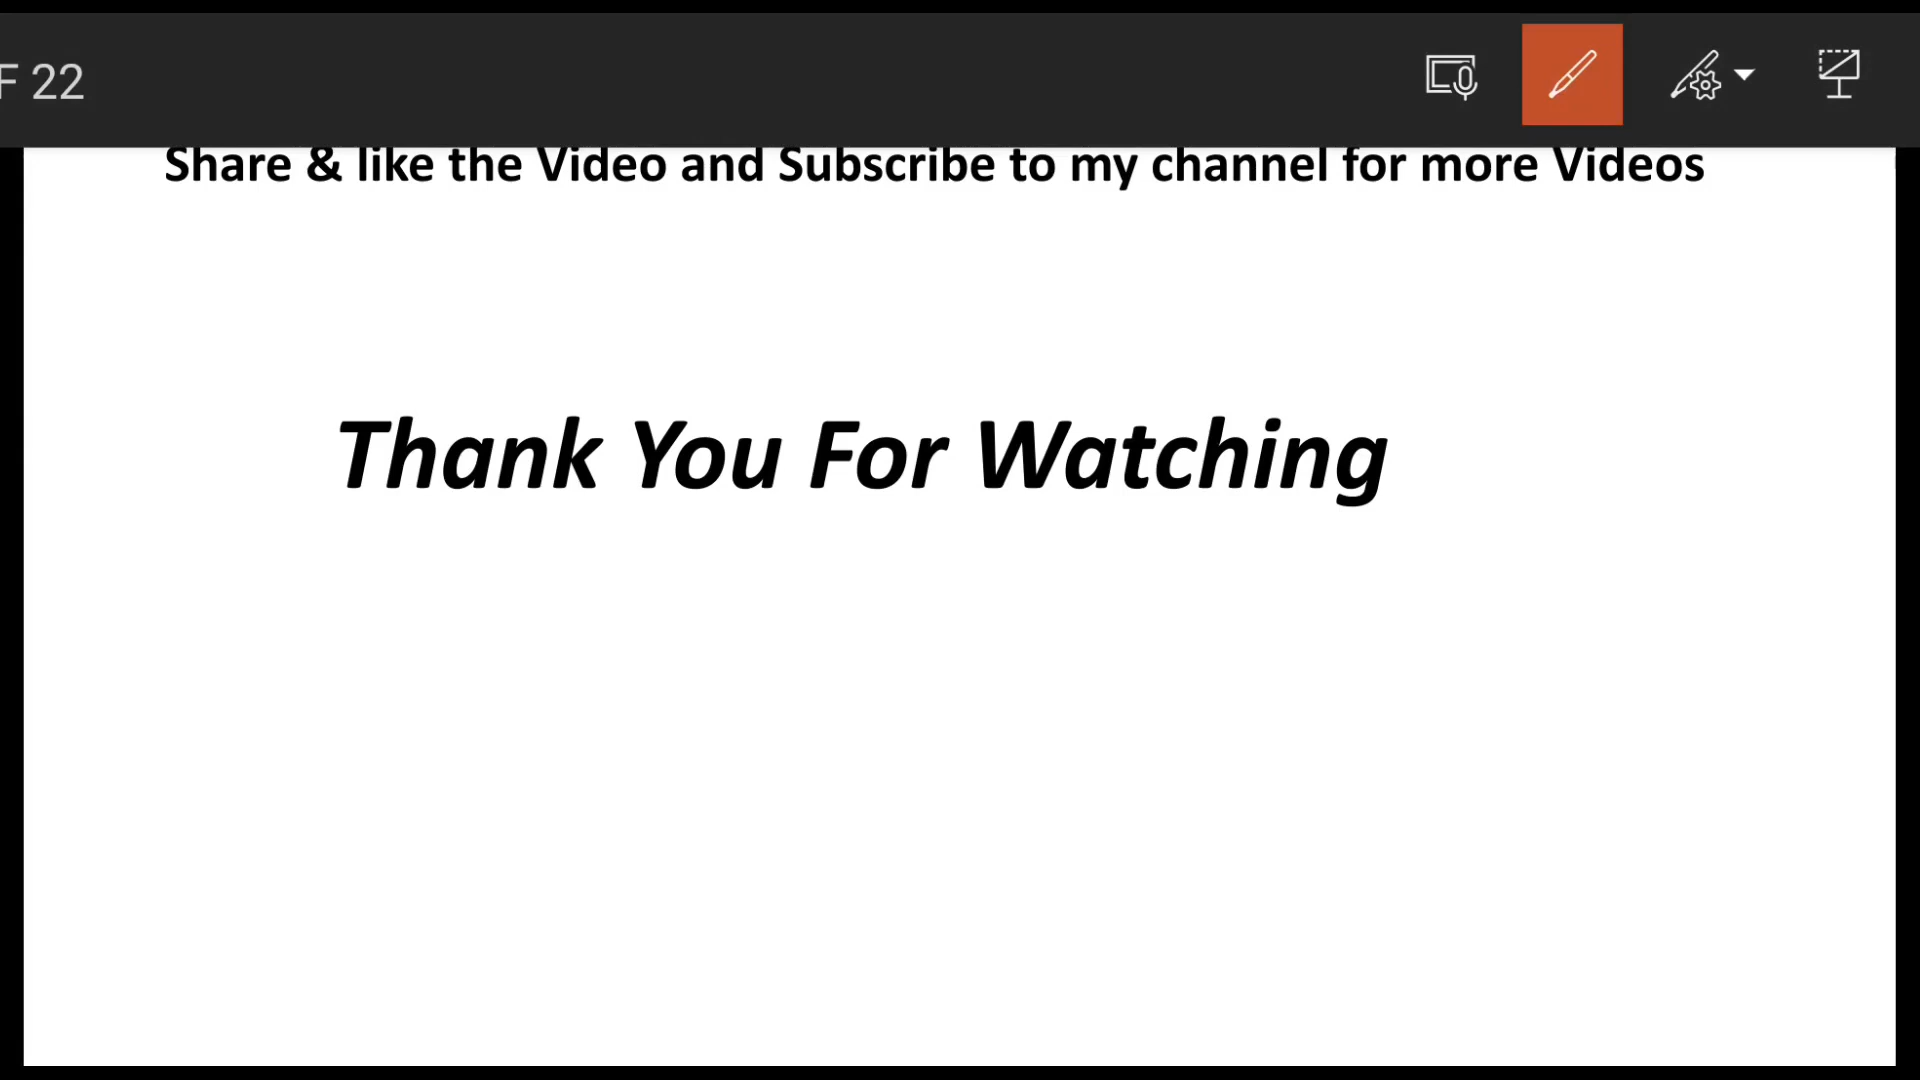 F 22
Share & like the Video and Subscribe to my channel for more Videos
Thank You For Watching